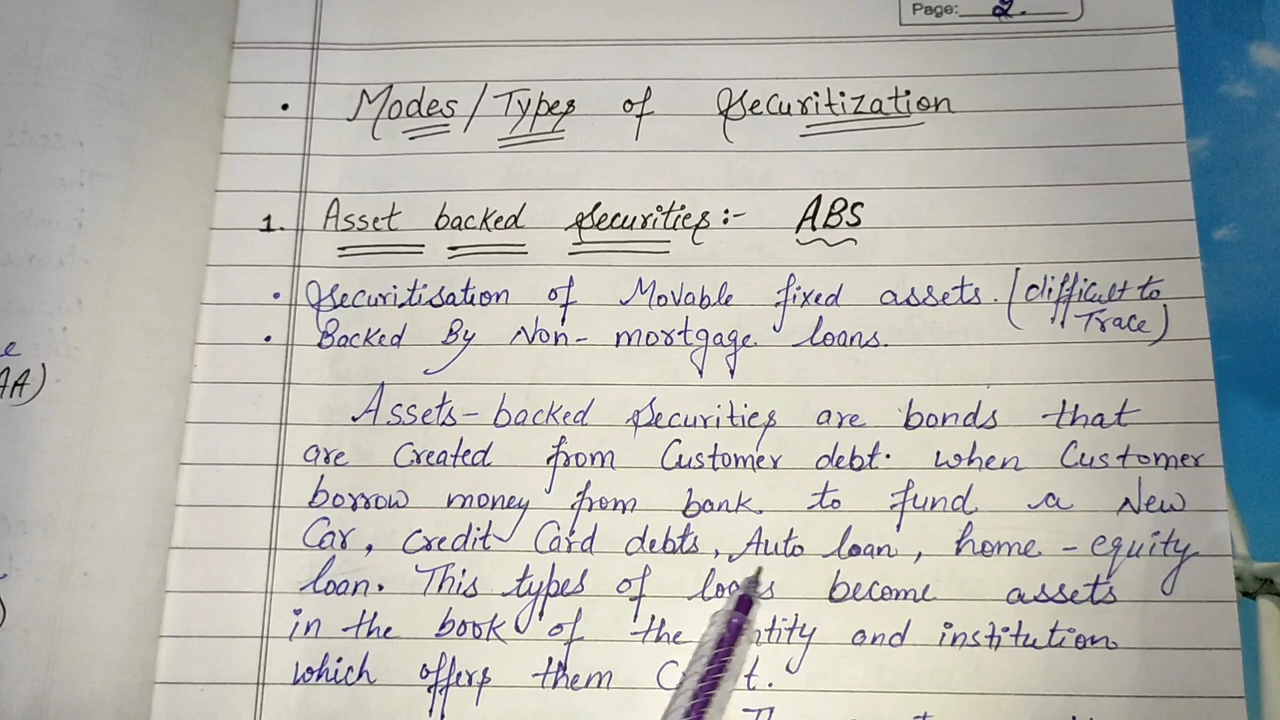 Page: 2.
• Modes/Types of Securitization
1. Asset backed Securities:- ABS
• Securitisation of Movable fixed assets. (difficult to Trace)
• Backed By Non-mortgage loans.
Assets-backed Securities are bonds that
are Created from Customer debt. when Customer
borrow money from bank to fund a New
Car, Credit Card debts, Auto loan, home-equity
loan. This types of loans become assets
in the book of the and institution
which offers them
e
AA)